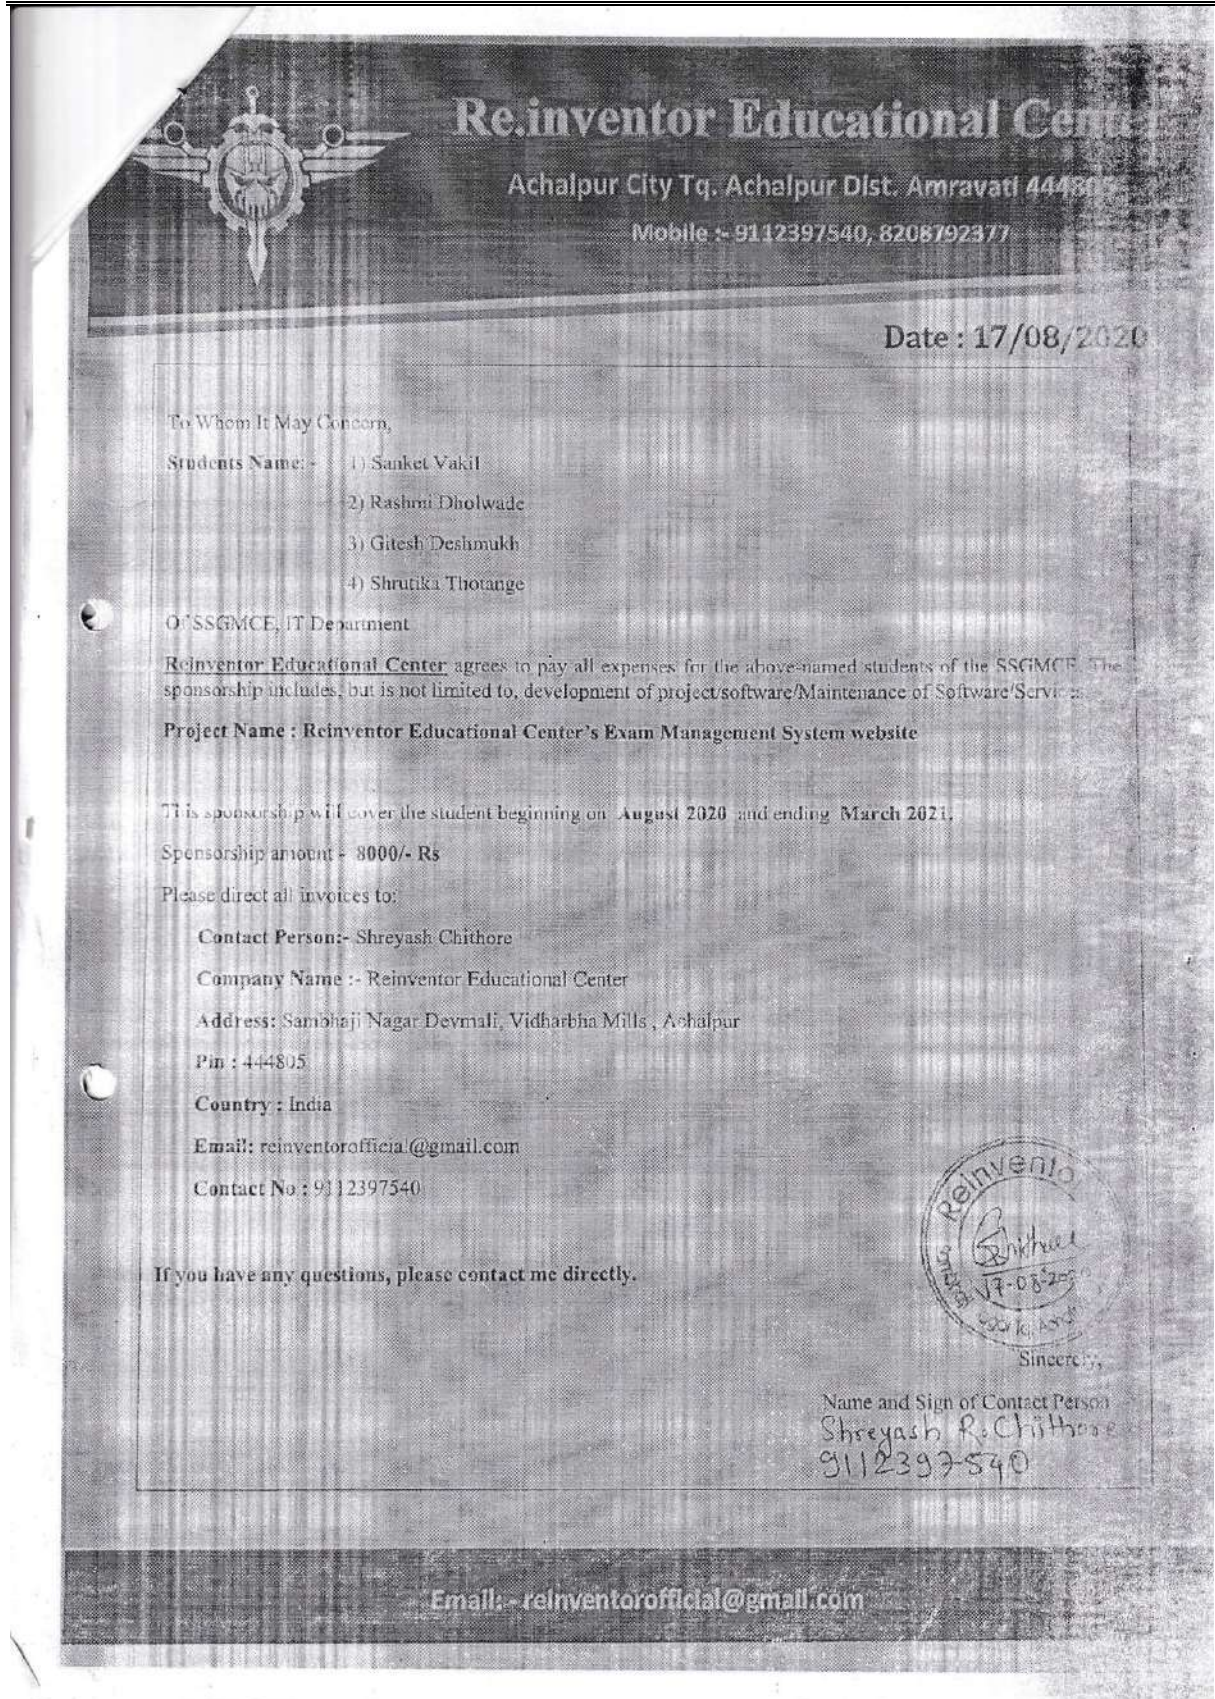 Re.inventor Educational Center
Achalpur City Tq. Achalpur Dist. Amravati 444805
Mobile :- 9112397540, 8208792377
Date : 17/08/2020
To Whom It May Concern,
Students Name: - 1) Sanket Vakil
2) Rashmi Dholwade
3) Gitesh Deshmukh
4) Shrutika Thotange
Of SSGMCE, IT Department
Reinventor Educational Center agrees to pay all expenses for the above-named students of the SSGMCE. The
sponsorship includes, but is not limited to, development of project/software/Maintenance of Software/Services.
Project Name : Reinventor Educational Center's Exam Management System website
This sponsorship will cover the student beginning on August 2020 and ending March 2021.
Sponsorship amount - 8000/- Rs
Please direct all invoices to:
Contact Person:- Shreyash Chithore
Company Name :- Reinventor Educational Center
Address: Sambhaji Nagar Devmali, Vidharbha Mills , Achalpur
Pin : 444805
Country : India
Email: reinventorofficial@gmail.com
Contact No : 9112397540
Reinvento
17-08-20
If you have any questions, please contact me directly.
Sincerely,
Name and Sign of Contact Person
Shreyash R. Chithore
9112397540
Email: - reinventorofficial@gmail.com